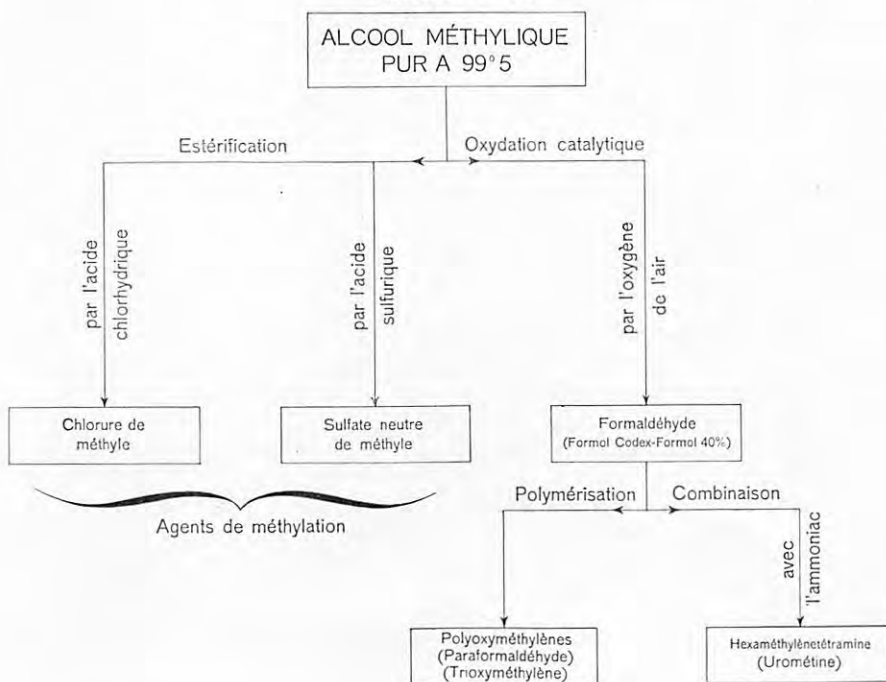 ALCOOL MÉTHYLIQUE
PUR A 99°5
Estérification
Oxydation catalytique
par l'acide
chlorhydrique
par l'acide
sulfurique
par l'oxygène
de l'air
Chlorure de
méthyle
Sulfate neutre
de méthyle
Formaldéhyde
(Formol Codex-Formol 40%)
Agents de méthylation
Polymérisation
Combinaison
avec
l'ammoniac
Polyoxyméthylènes
(Paraformaldéhyde)
(Trioxyméthylène)
Hexaméthylènetétramine
(Urométine)